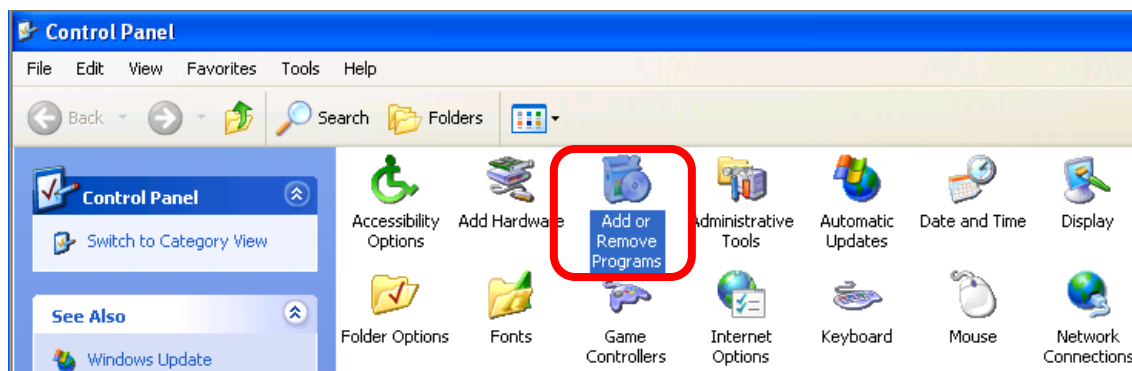 Control Panel
File Edit View Favorites Tools Help
Back Search Folders
Control Panel
Switch to Category View
See Also
Windows Update
Accessibility Options
Add Hardware
Add or Remove Programs
Administrative Tools
Automatic Updates
Date and Time
Display
Folder Options
Fonts
Game Controllers
Internet Options
Keyboard
Mouse
Network Connections